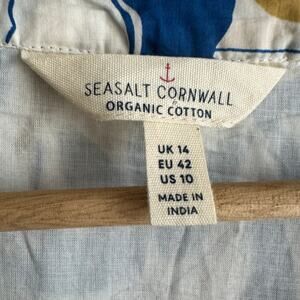 SEASALT CORNWALL
ORGANIC COTTON
UK 14
EU 42
US 10
MADE IN
INDIA